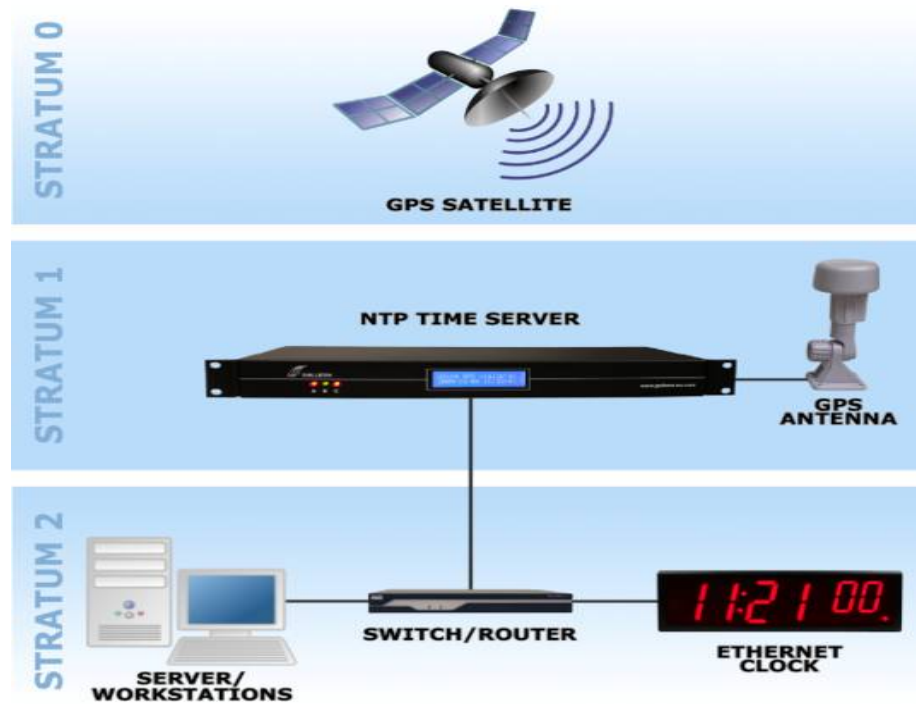 STRATUM 0
GPS SATELLITE
STRATUM 1
NTP TIME SERVER
GPS
ANTENNA
STRATUM 2
SERVER/
WORKSTATIONS
SWITCH/ROUTER
11:21 00
ETHERNET
CLOCK